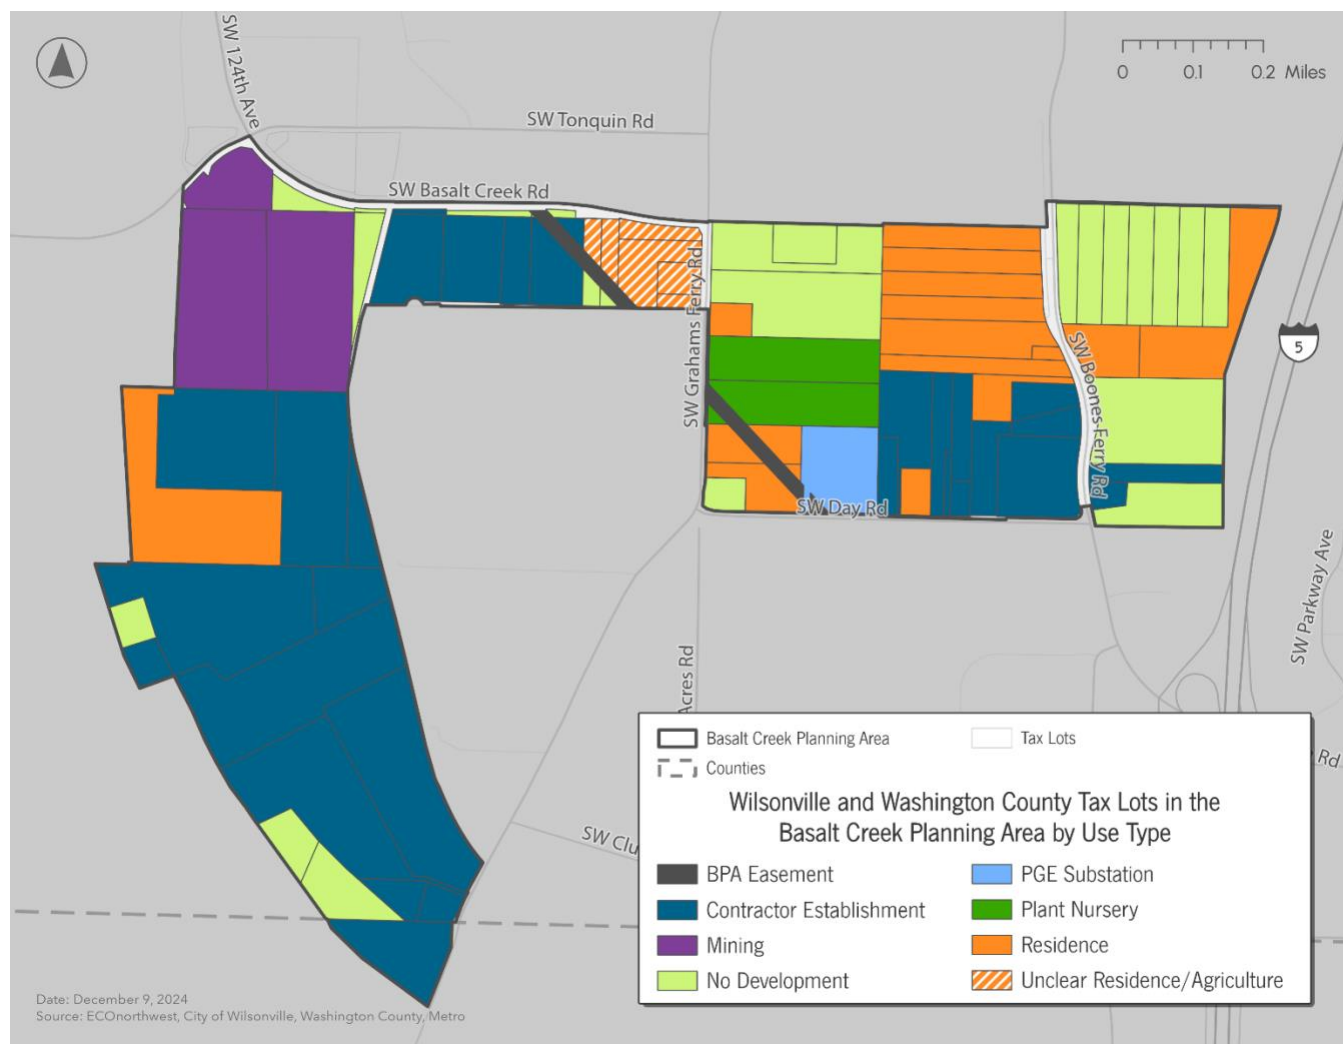 SW 124th Ave
0 0.1 0.2 Miles
SW Tonquin Rd
SW Basalt Creek Rd
SW Grahams Ferry Rd
SW Boones Ferry Rd
5
SW Day Rd
SW Parkway Ave
Acres Rd
Rd
SW Clu
Basalt Creek Planning Area
Tax Lots
Counties
Wilsonville and Washington County Tax Lots in the
Basalt Creek Planning Area by Use Type
BPA Easement
PGE Substation
Contractor Establishment
Plant Nursery
Mining
Residence
No Development
Unclear Residence/Agriculture
Date: December 9, 2024
Source: ECOnorthwest, City of Wilsonville, Washington County, Metro